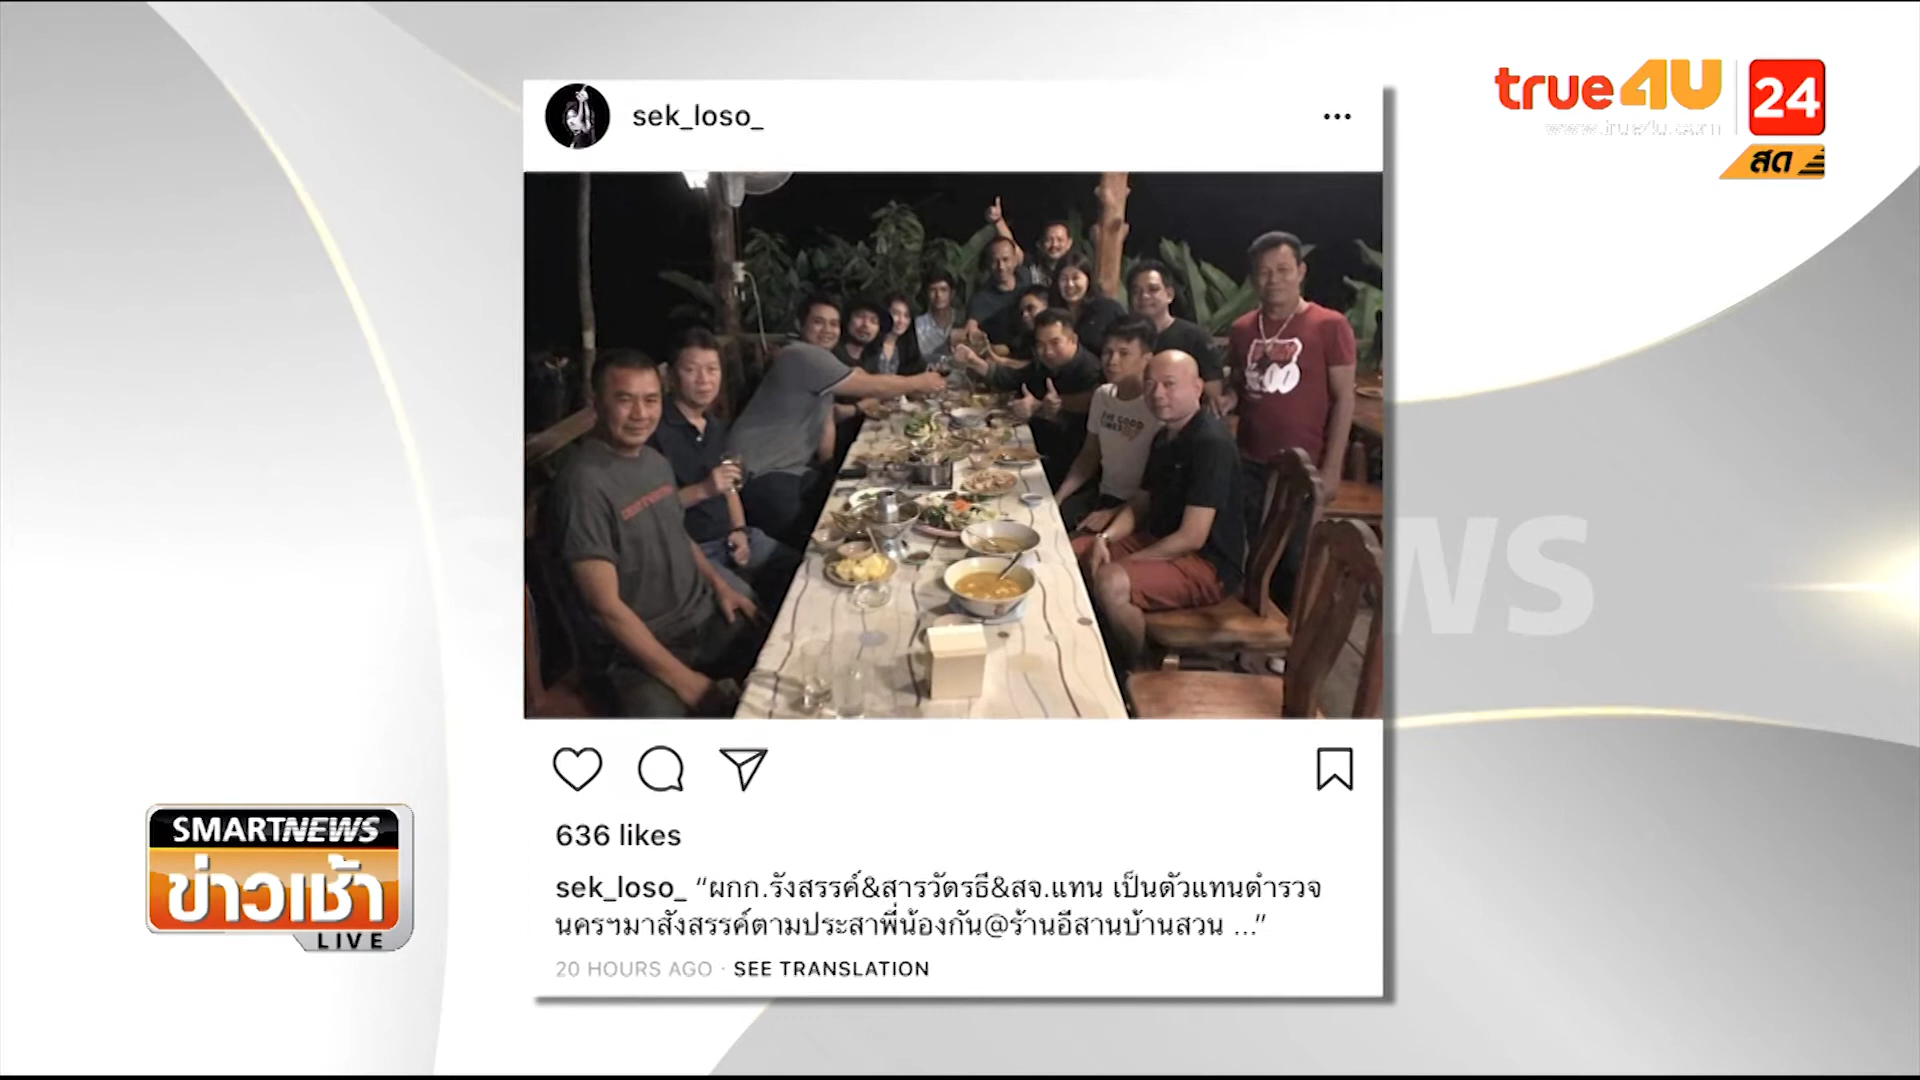 true4U 24
www.true4u.com
สด
sek_loso_
636 likes
sek_loso_ “ผกก.รังสรรค์&สารวัตรธี&สจ.แทน เป็นตัวแทนตำรวจ
นครฯมาสังสรรค์ตามประสาพี่น้องกัน@ร้านอีสานบ้านสวน ...”
20 HOURS AGO · SEE TRANSLATION
SMARTNEWS
ข่าวเช้า
LIVE